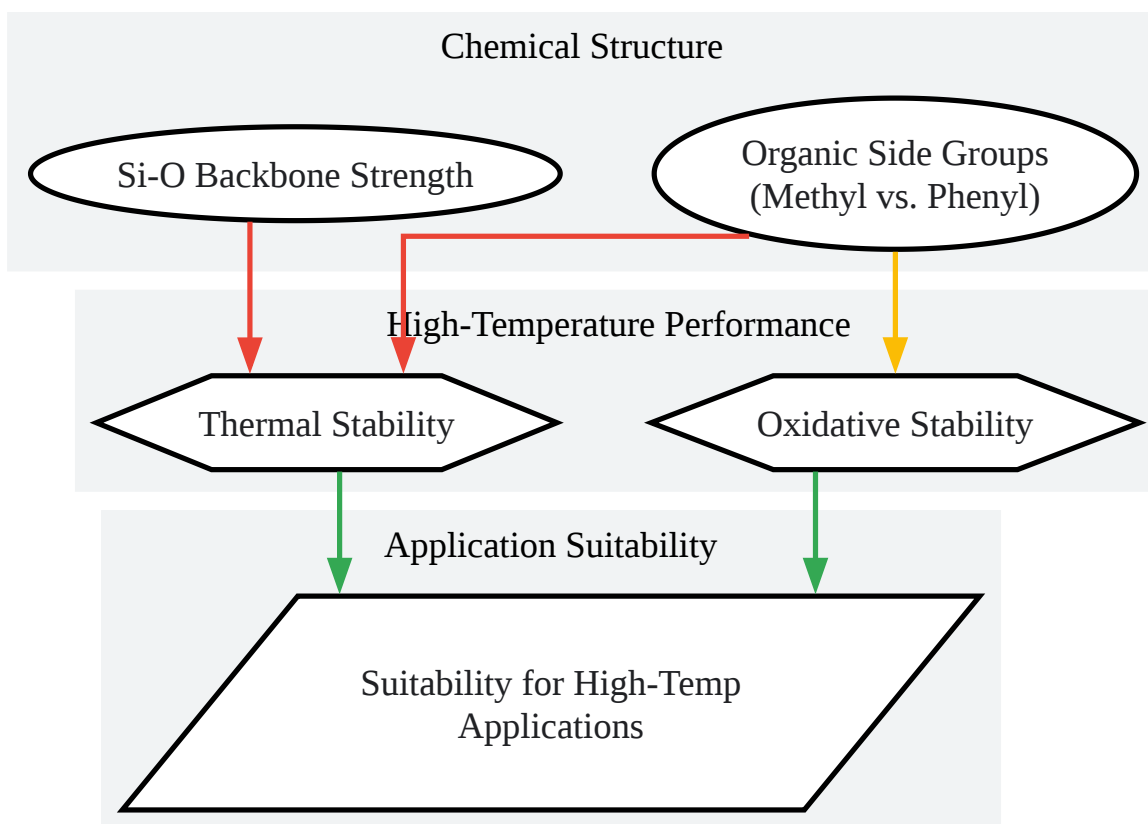 Chemical Structure
Si-O Backbone Strength
Organic Side Groups
(Methyl vs. Phenyl)
High-Temperature Performance
Thermal Stability
Oxidative Stability
Application Suitability
Suitability for High-Temp
Applications